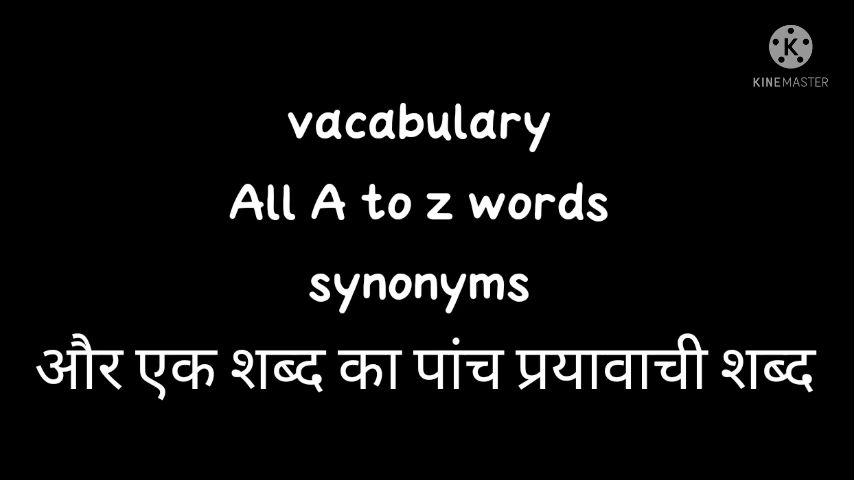 KINEMASTER
vacabulary
All A to z words
synonyms
और एक शब्द का पांच प्रयावाची शब्द